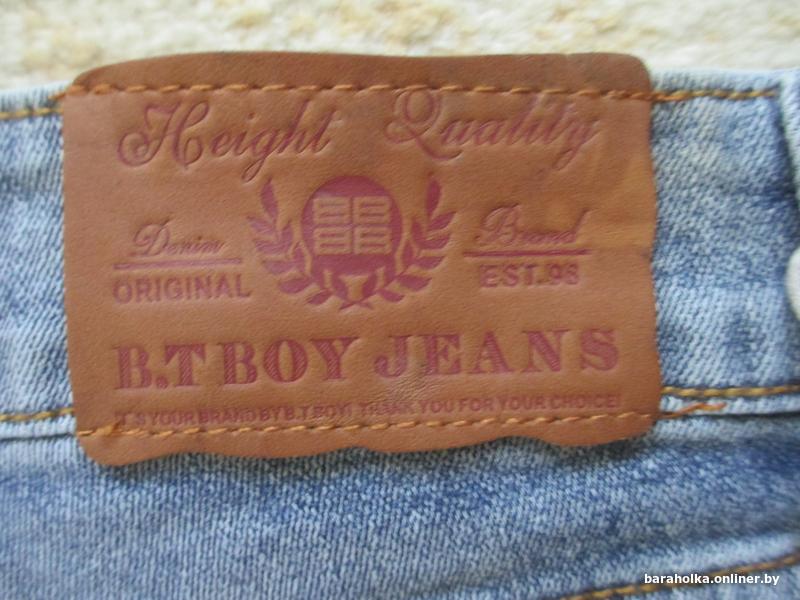 Height Quality
Denim
ORIGINAL
Brand
EST.98
B.T BOY JEANS
IT'S YOUR BRAND BY B.T BOY! THANK YOU FOR YOUR CHOICE!
baraholka.onliner.by